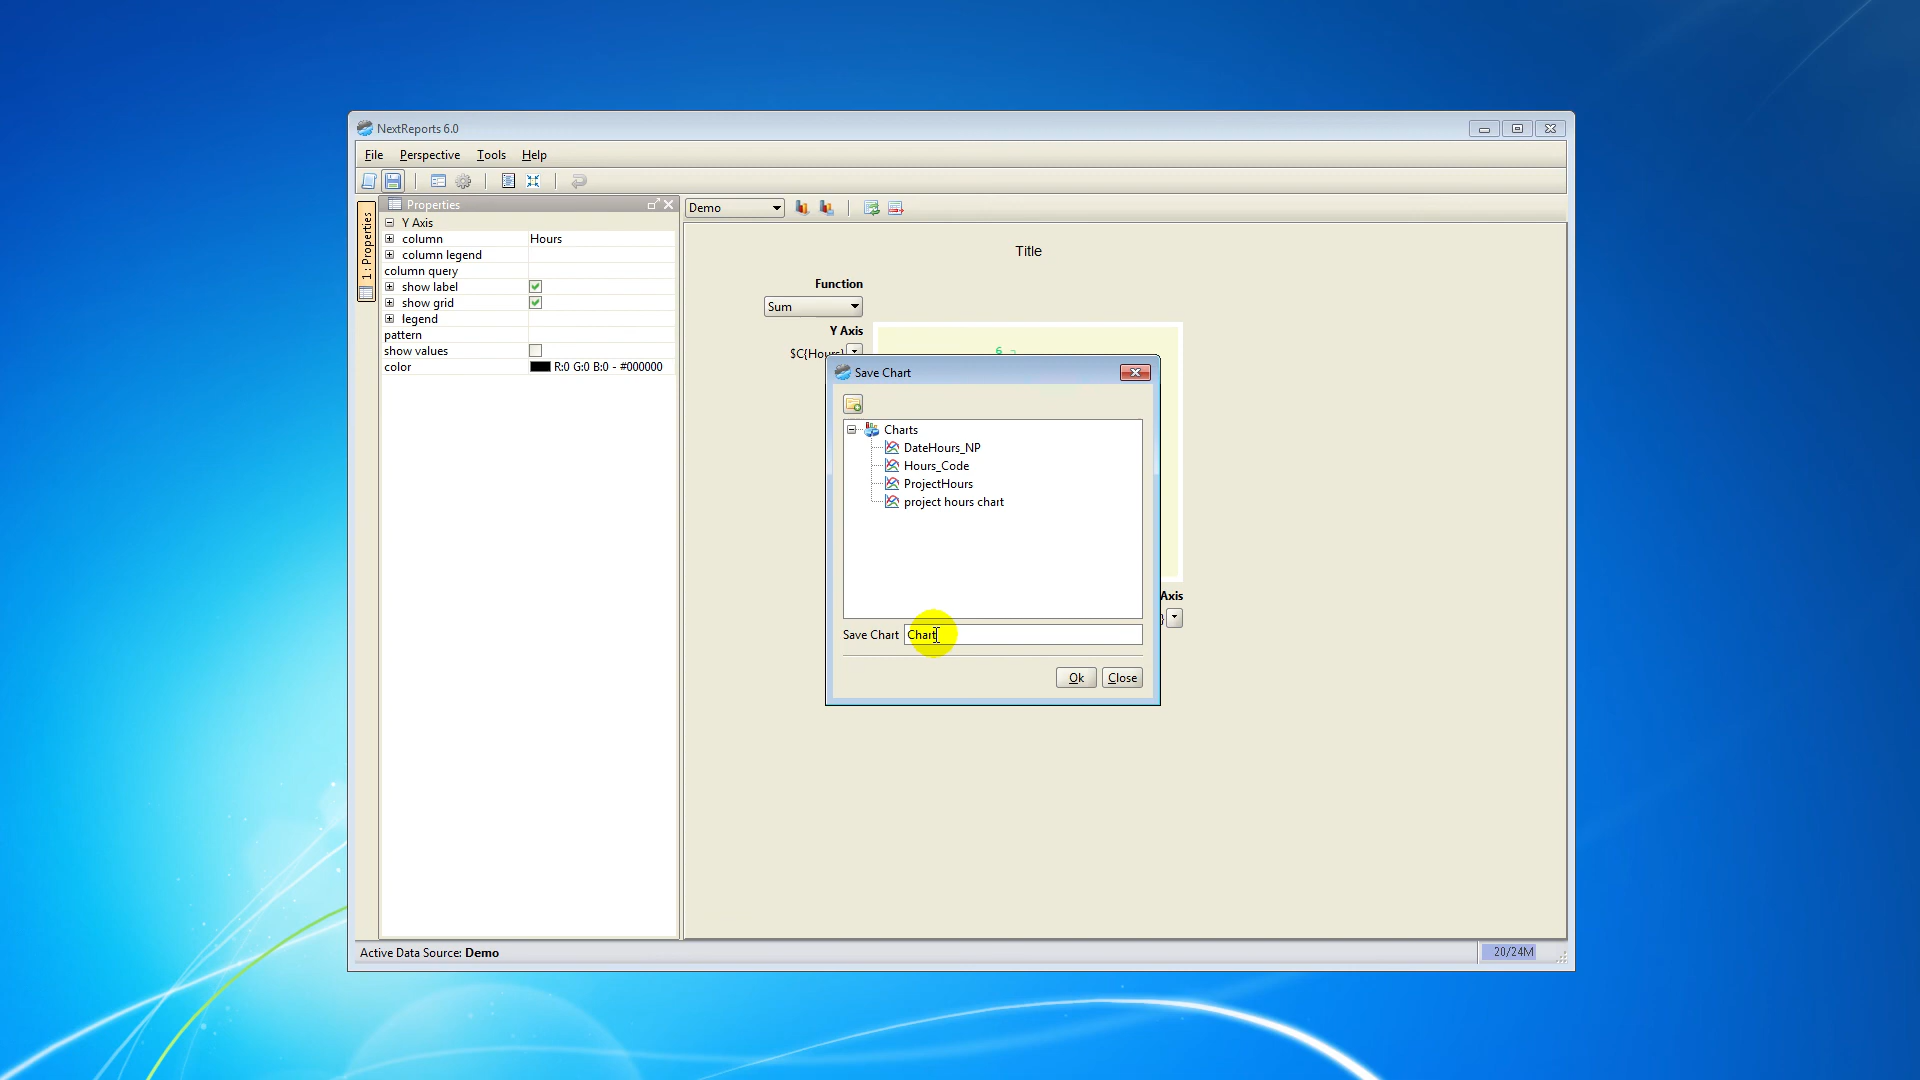 NextReports 6.0
File Perspective Tools Help
1 : Properties
Properties
Y Axis
column Hours
column legend
column query
show label
show grid
legend
pattern
show values
color R:0 G:0 B:0 - #000000
Demo
Title
Function
Sum
Y Axis
$C{Hours}
Axis
}
Save Chart
Charts
DateHours_NP
Hours_Code
ProjectHours
project hours chart
Save Chart Chart
Ok Close
Active Data Source: Demo
20/24M